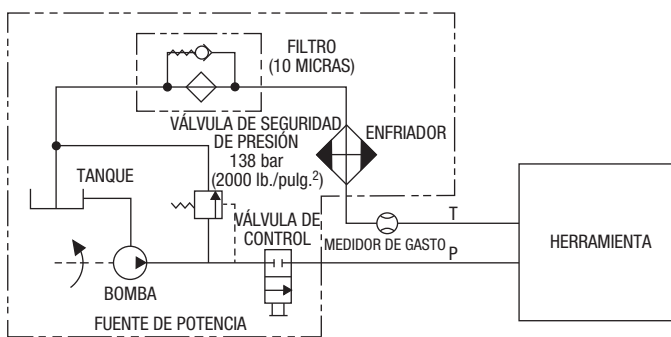 FILTRO
(10 MICRAS)
VÁLVULA DE SEGURIDAD
DE PRESIÓN
138 bar
(2000 lb./pulg.²)
ENFRIADOR
TANQUE
VÁLVULA DE
CONTROL
MEDIDOR DE GASTO
T
P
HERRAMIENTA
BOMBA
FUENTE DE POTENCIA